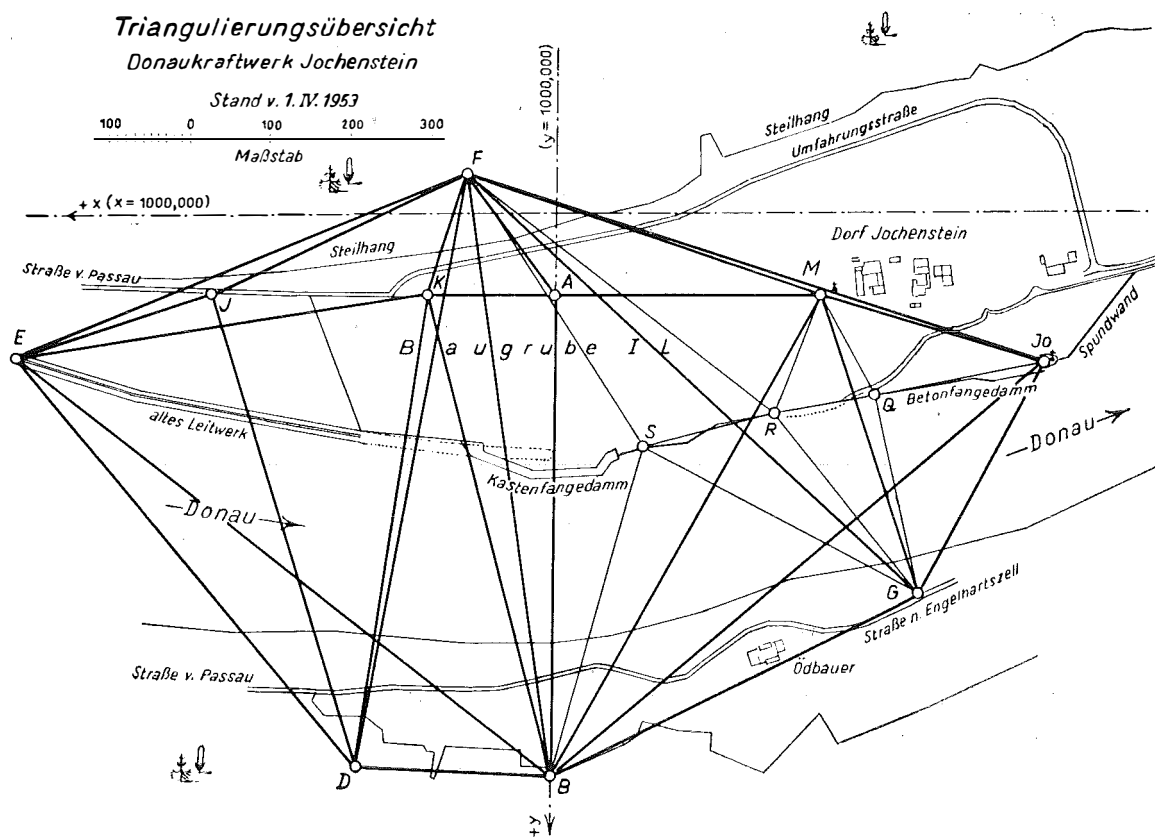 Triangulierungsübersicht
Donaukraftwerk Jochenstein
Stand v. 1. IV. 1953
100 0 100 200 300
Maßstab
(y = 1000,000)
Steilhang
Umfahrungsstraße
F
+ x (x = 1000,000)
Steilhang
Dorf Jochenstein
Straße v. Passau
J
K
A
M
E
Baugrube I L
Jo
Spundwand
altes Leitwerk
S
R
Q
Betonfangedamm
Kastenfangedamm
Donau
Donau
G
Straße n. Engelhartszell
Straße v. Passau
Ödbauer
D
B
+y